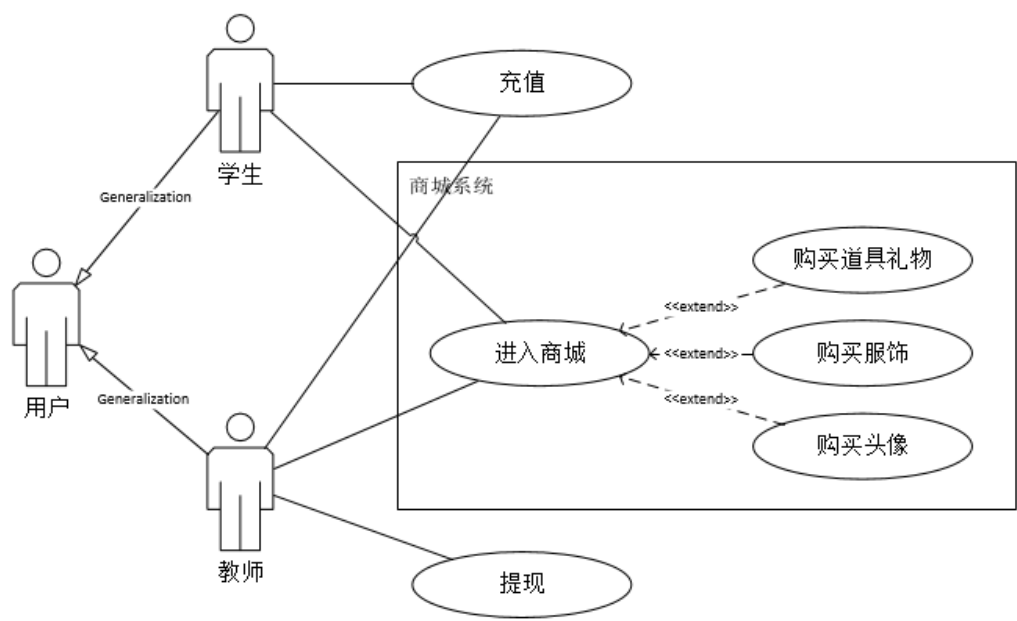 充值
学生
商城系统
Generalization
购买道具礼物
<<extend>>
进入商城
<<extend>>
购买服饰
用户
Generalization
<<extend>>
购买头像
教师
提现